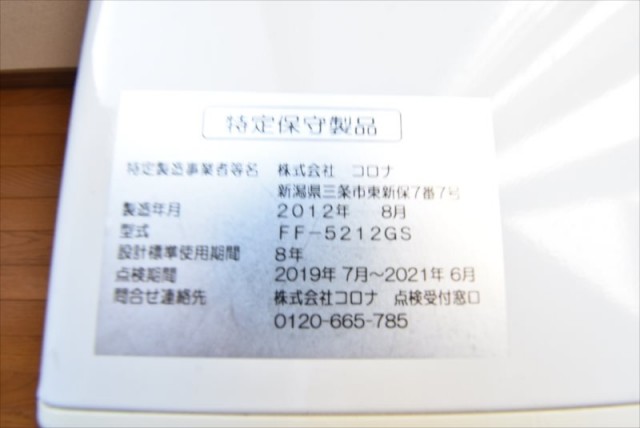 特定保守製品
特定製造事業者等名 株式会社 コロナ
新潟県三条市東新保7番7号
製造年月 2012年 8月
型式 FF-5212GS
設計標準使用期間 8年
点検期間 2019年 7月〜2021年 6月
問合せ連絡先 株式会社コロナ 点検受付窓口
0120-665-785